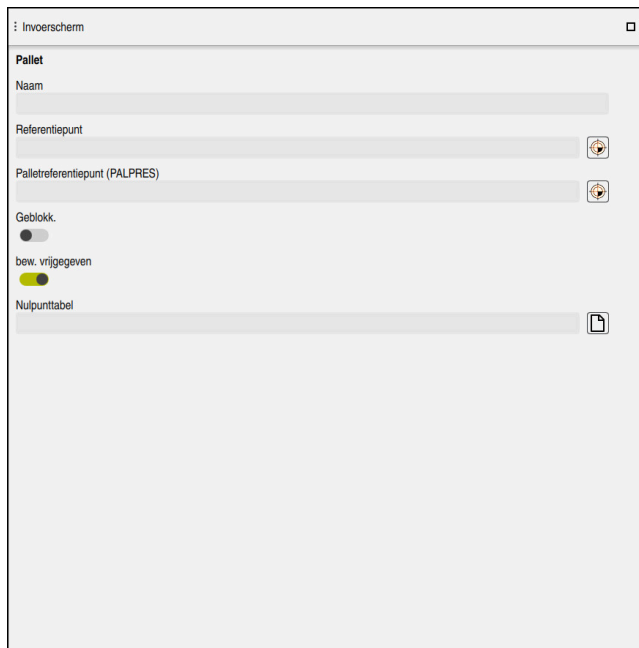 Invoerscherm
Pallet
Naam
Referentiepunt
Palletreferentiepunt (PALPRES)
Geblokk.
bew. vrijgegeven
Nulpunttabel